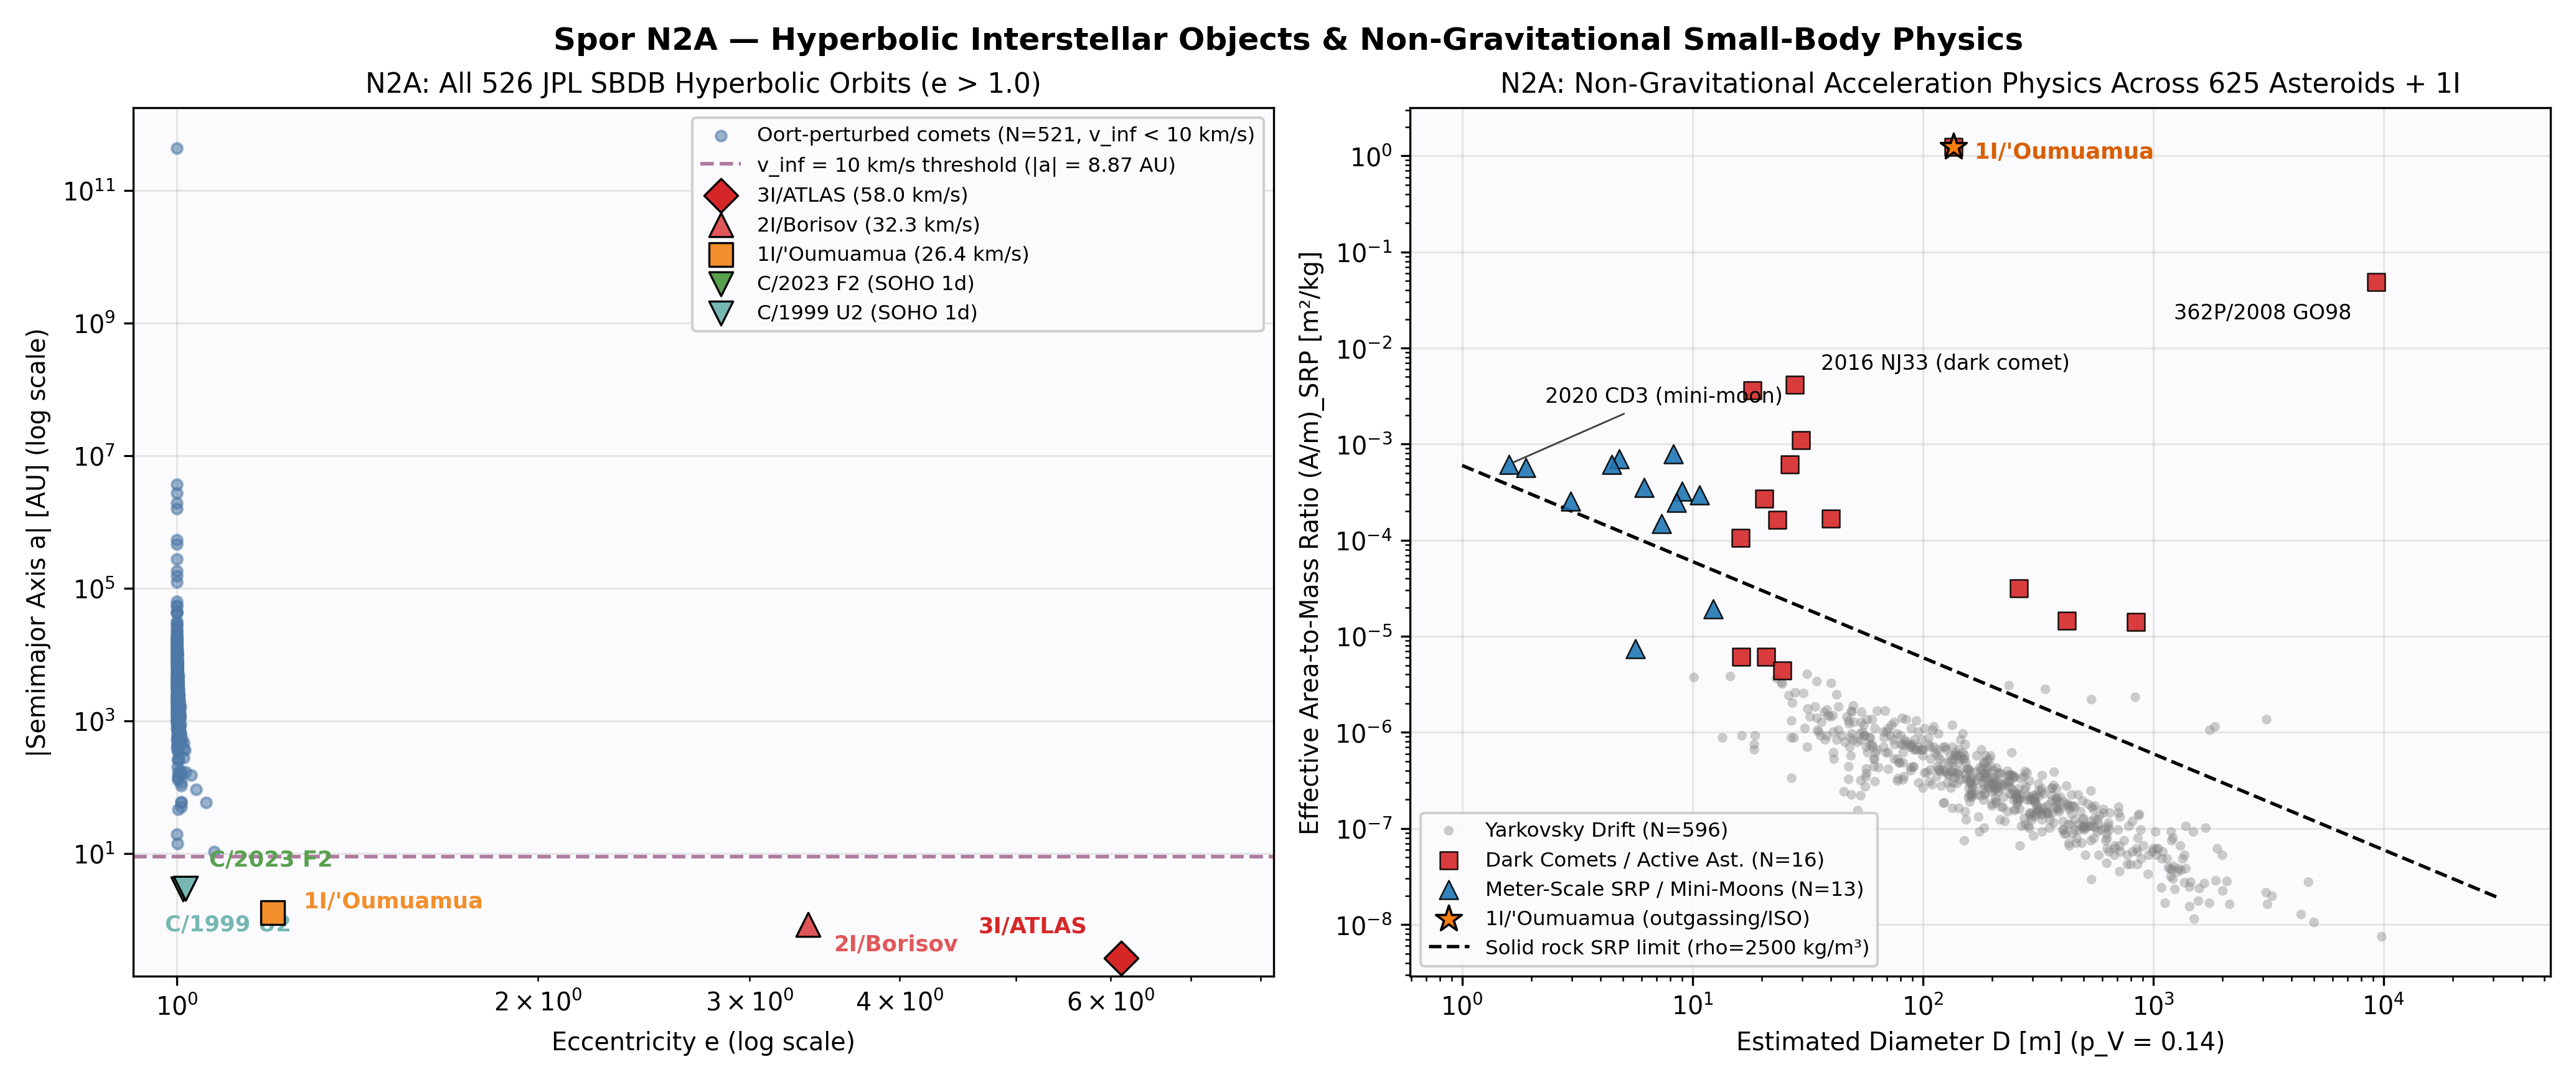 Spor N2A — Hyperbolic Interstellar Objects & Non-Gravitational Small-Body Physics
N2A: All 526 JPL SBDB Hyperbolic Orbits (e > 1.0)
Oort-perturbed comets (N=521, v_inf < 10 km/s)
v_inf = 10 km/s threshold (|a| = 8.87 AU)
3I/ATLAS (58.0 km/s)
2I/Borisov (32.3 km/s)
1I/'Oumuamua (26.4 km/s)
C/2023 F2 (SOHO 1d)
C/1999 U2 (SOHO 1d)
|Semimajor Axis a| [AU] (log scale)
10¹¹
10⁹
10⁷
10⁵
10³
10¹
C/2023 F2
1I/'Oumuamua
C/1999 U2
2I/Borisov
3I/ATLAS
10⁰
2 × 10⁰
3 × 10⁰
4 × 10⁰
6 × 10⁰
Eccentricity e (log scale)
N2A: Non-Gravitational Acceleration Physics Across 625 Asteroids + 1I
Effective Area-to-Mass Ratio (A/m)_SRP [m²/kg]
10⁰
10⁻¹
10⁻²
10⁻³
10⁻⁴
10⁻⁵
10⁻⁶
10⁻⁷
10⁻⁸
1I/'Oumuamua
362P/2008 GO98
2016 NJ33 (dark comet)
2020 CD3 (mini-moon)
Yarkovsky Drift (N=596)
Dark Comets / Active Ast. (N=16)
Meter-Scale SRP / Mini-Moons (N=13)
1I/'Oumuamua (outgassing/ISO)
Solid rock SRP limit (rho=2500 kg/m³)
10⁰
10¹
10²
10³
10⁴
Estimated Diameter D [m] (p_V = 0.14)